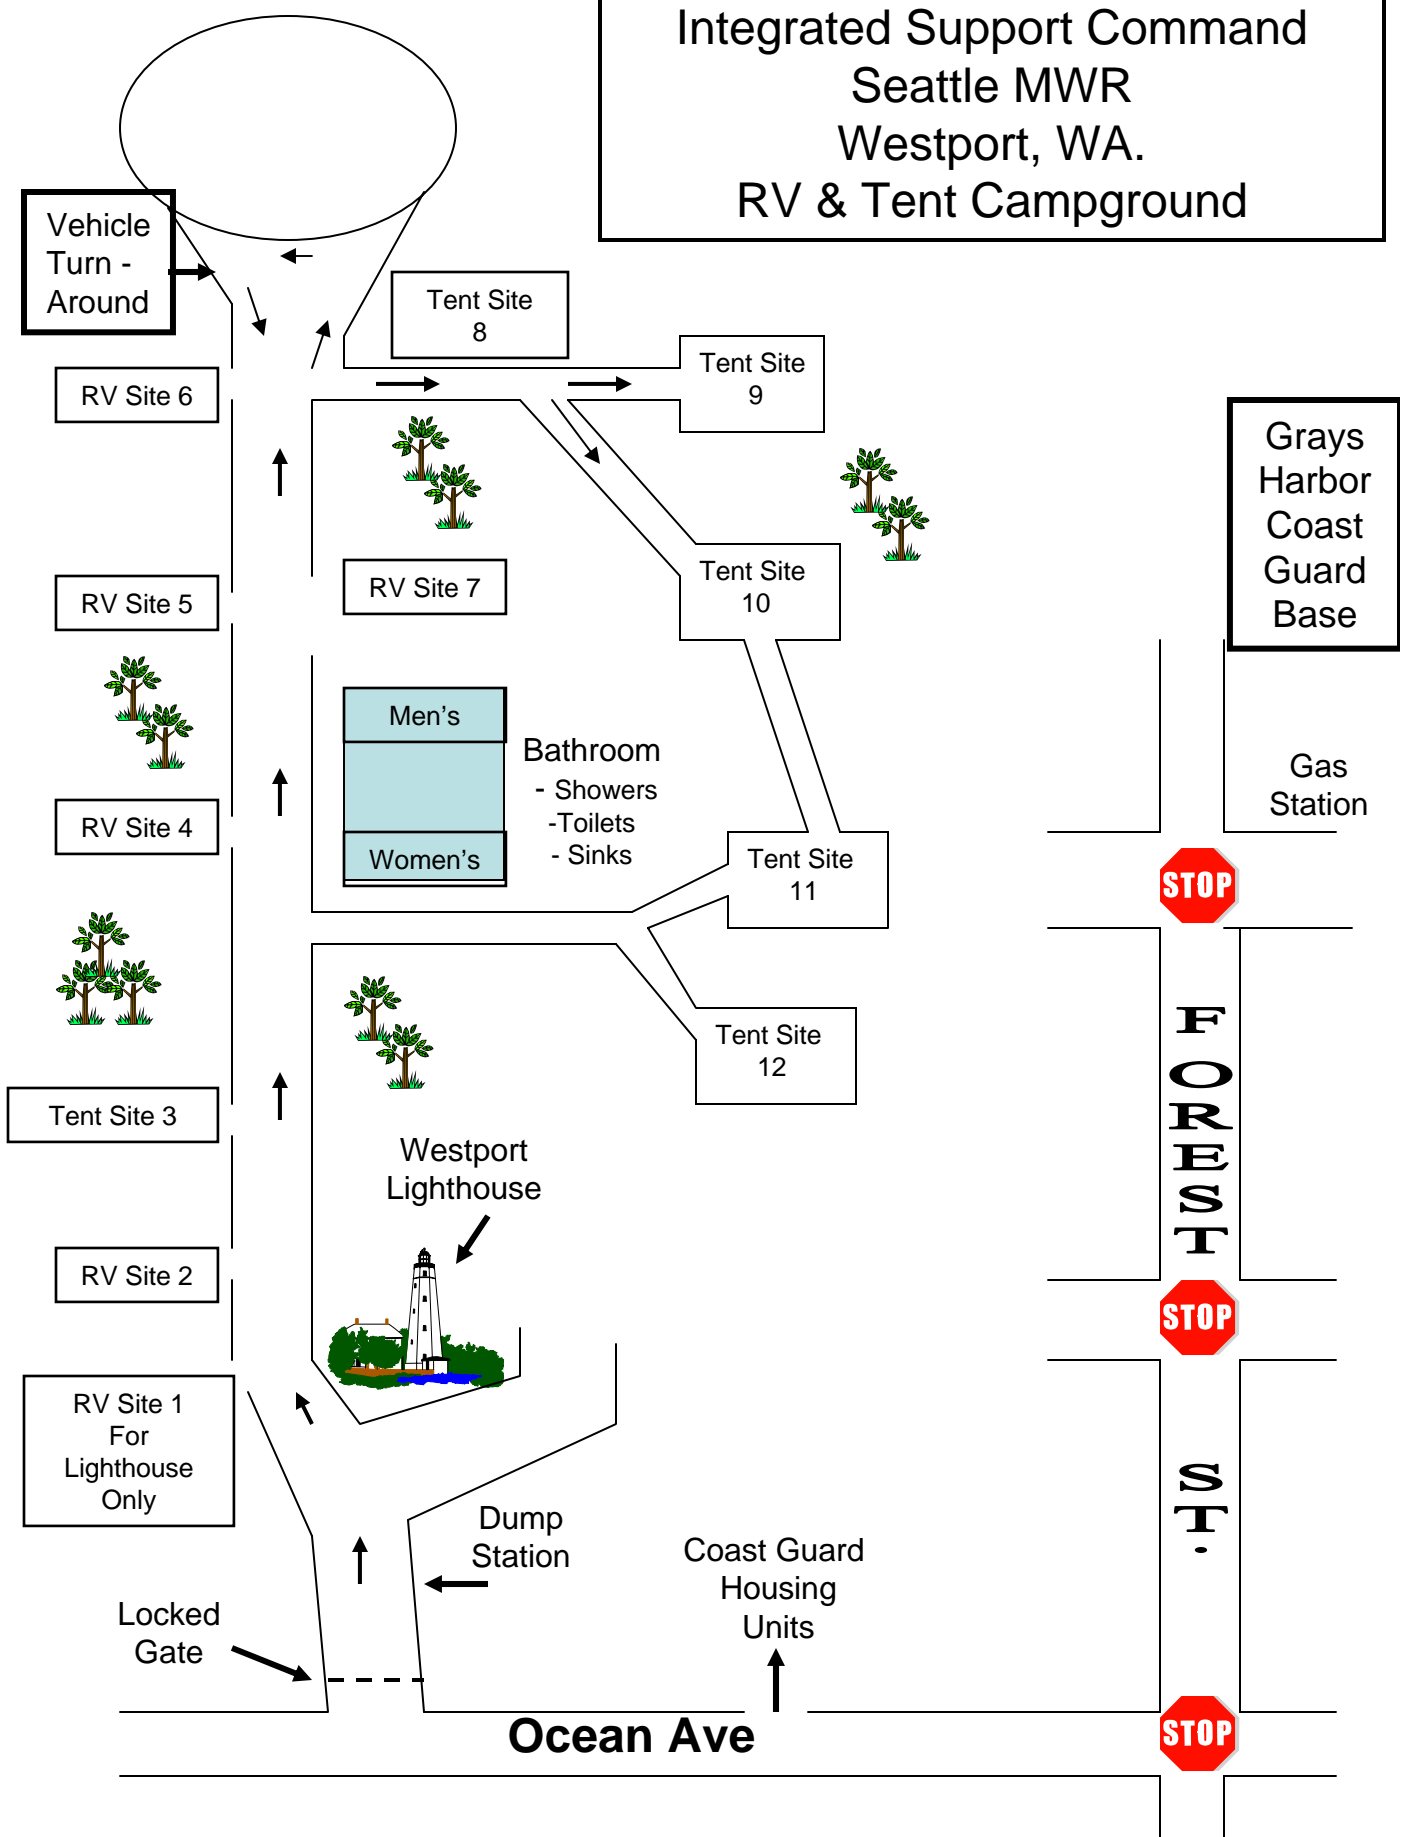 Integrated Support Command
Seattle MWR
Westport, WA.
RV & Tent Campground
Vehicle
Turn -
Around
Tent Site
8
Tent Site
9
RV Site 6
Grays
Harbor
Coast
Guard
Base
RV Site 5
RV Site 7
Tent Site
10
Men's
Bathroom
- Showers
-Toilets
- Sinks
Women's
Gas
Station
RV Site 4
Tent Site
11
STOP
Tent Site
12
FOREST
Tent Site 3
Westport
Lighthouse
RV Site 2
STOP
RV Site 1
For
Lighthouse
Only
ST.
Dump
Station
Coast Guard
Housing
Units
Locked
Gate
Ocean Ave
STOP